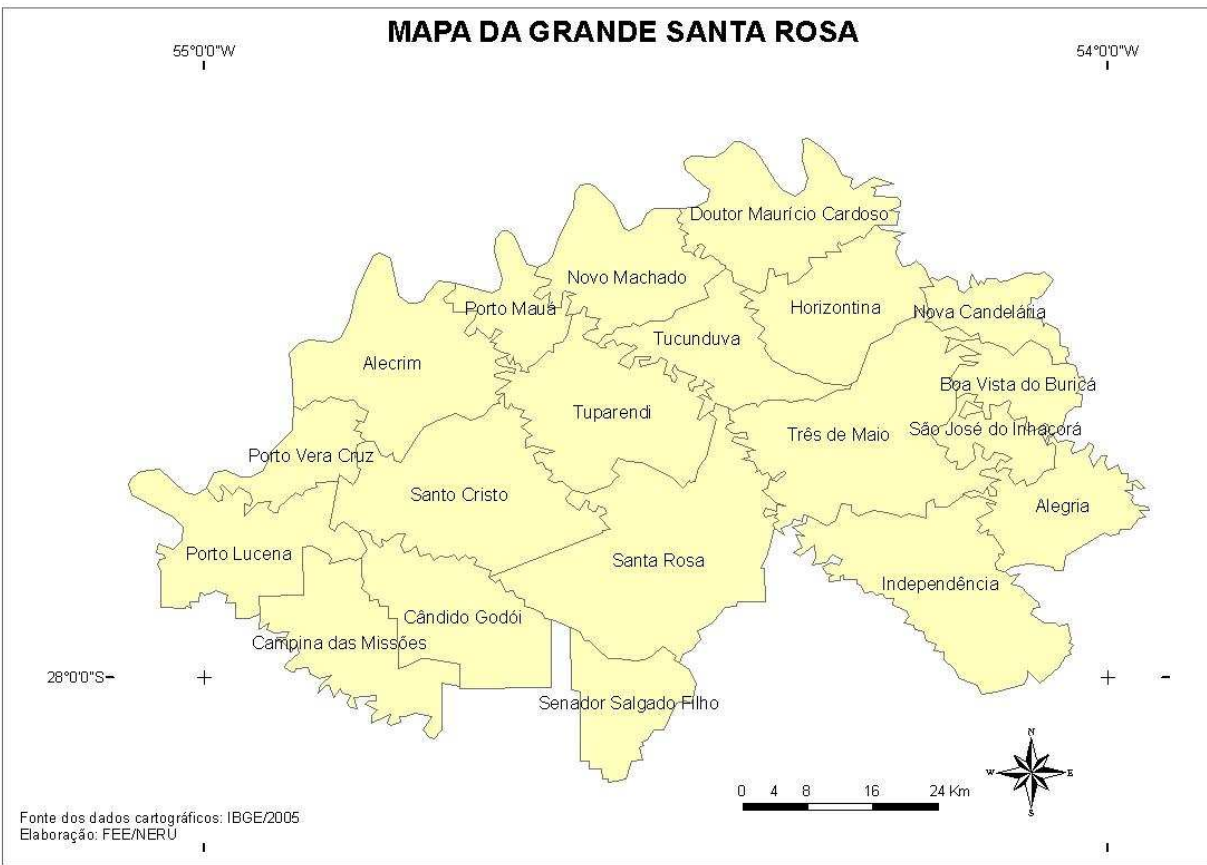 MAPA DA GRANDE SANTA ROSA
55°0'0"W
54°0'0"W
Doutor Maurício Cardoso
Novo Machado
Porto Mauá
Horizontina
Nova Candelária
Tucunduva
Alecrim
Boa Vista do Buricá
Tuparendi
Três de Maio
São José do Inhacorá
Porto Vera Cruz
Santo Cristo
Alegria
Porto Lucena
Santa Rosa
Independência
Cândido Godói
Campina das Missões
28°0'0"S
Senador Salgado Filho
N
W
E
S
0 4 8 16 24 Km
Fonte dos dados cartográficos: IBGE/2005
Elaboração: FEE/NERU